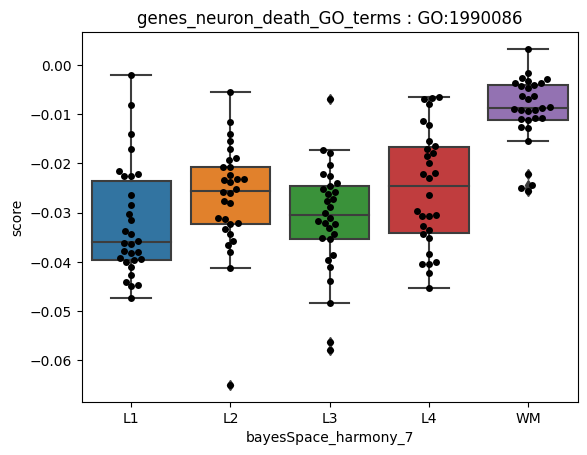 genes_neuron_death_GO_terms : GO:1990086
0.00
−0.01
−0.02
−0.03
−0.04
−0.05
−0.06
score
L1 L2 L3 L4 WM
bayesSpace_harmony_7